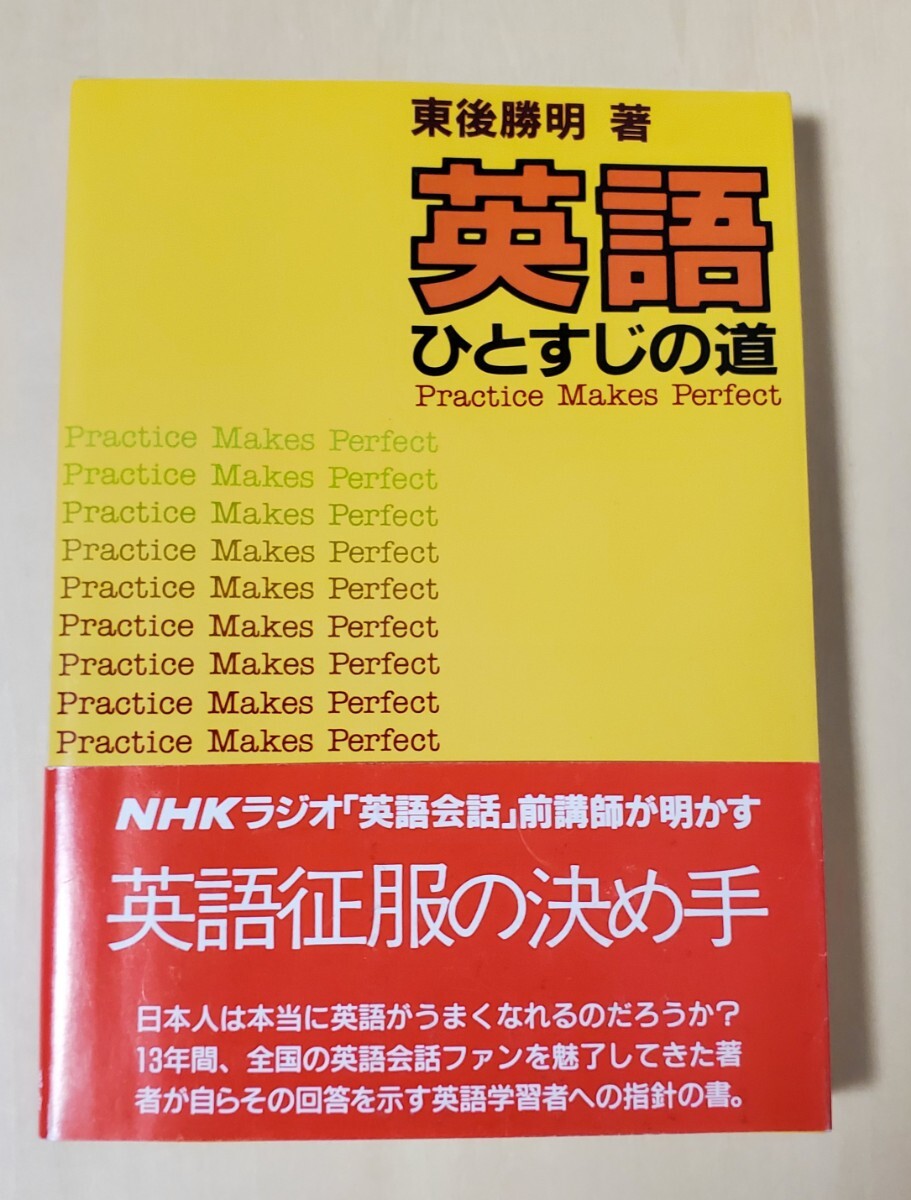 東後勝明 著
英語
ひとすじの道
Practice Makes Perfect
Practice Makes Perfect
Practice Makes Perfect
Practice Makes Perfect
Practice Makes Perfect
Practice Makes Perfect
Practice Makes Perfect
Practice Makes Perfect
Practice Makes Perfect
Practice Makes Perfect
NHKラジオ「英語会話」前講師が明かす
英語征服の決め手
日本人は本当に英語がうまくなれるのだろうか?
13年間、全国の英語会話ファンを魅了してきた著
者が自らその回答を示す英語学習者への指針の書。